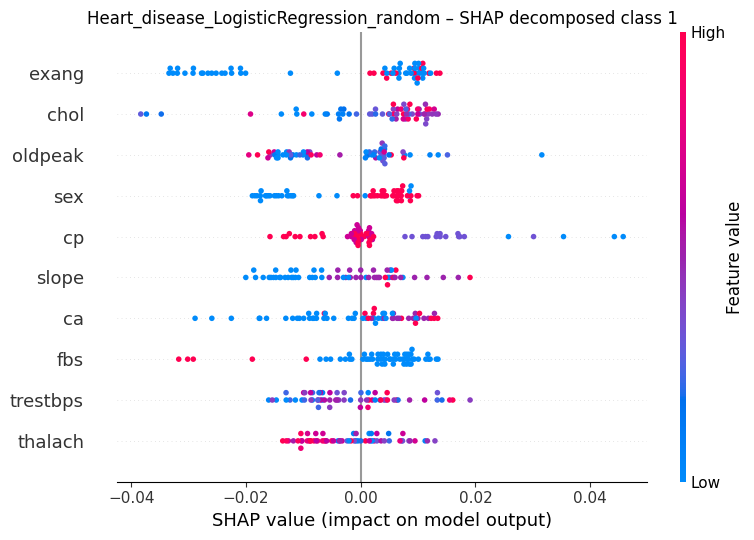 Heart_disease_LogisticRegression_random – SHAP decomposed class 1
High
exang
chol
oldpeak
sex
cp
slope
ca
fbs
trestbps
thalach
Feature value
Low
−0.04 −0.02 0.00 0.02 0.04
SHAP value (impact on model output)